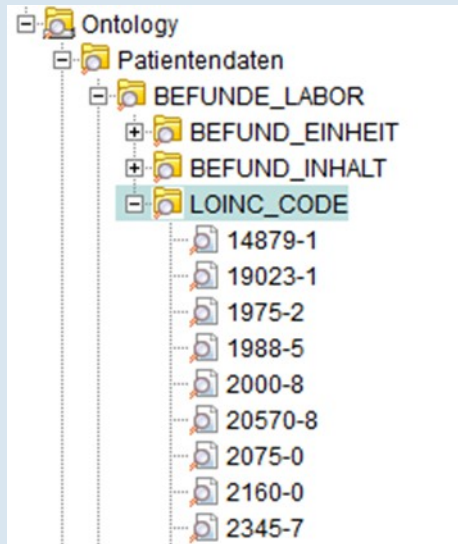 Ontology
Patientendaten
BEFUNDE_LABOR
BEFUND_EINHEIT
BEFUND_INHALT
LOINC_CODE
14879-1
19023-1
1975-2
1988-5
2000-8
20570-8
2075-0
2160-0
2345-7